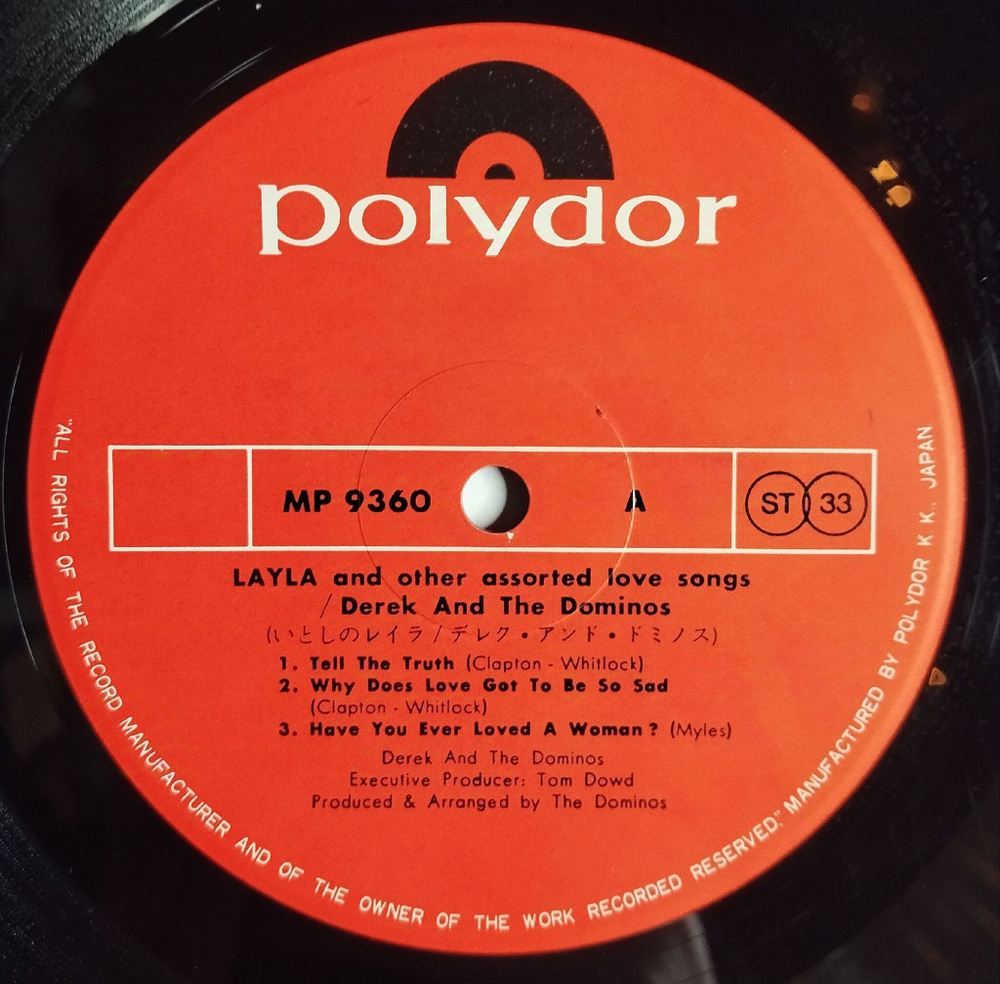 polydor
MP 9360
A
ST 33
LAYLA and other assorted love songs
/ Derek And The Dominos
(いとしのレイラ / デレク・アンド・ドミノス)
1. Tell The Truth (Clapton - Whitlock)
2. Why Does Love Got To Be So Sad
(Clapton - Whitlock)
3. Have You Ever Loved A Woman? (Myles)
Derek And The Dominos
Executive Producer: Tom Dowd
Produced & Arranged by The Dominos
"ALL RIGHTS OF THE RECORD MANUFACTURER AND OF THE OWNER OF THE WORK RECORDED RESERVED." MANUFACTURED BY POLYDOR K K., JAPAN